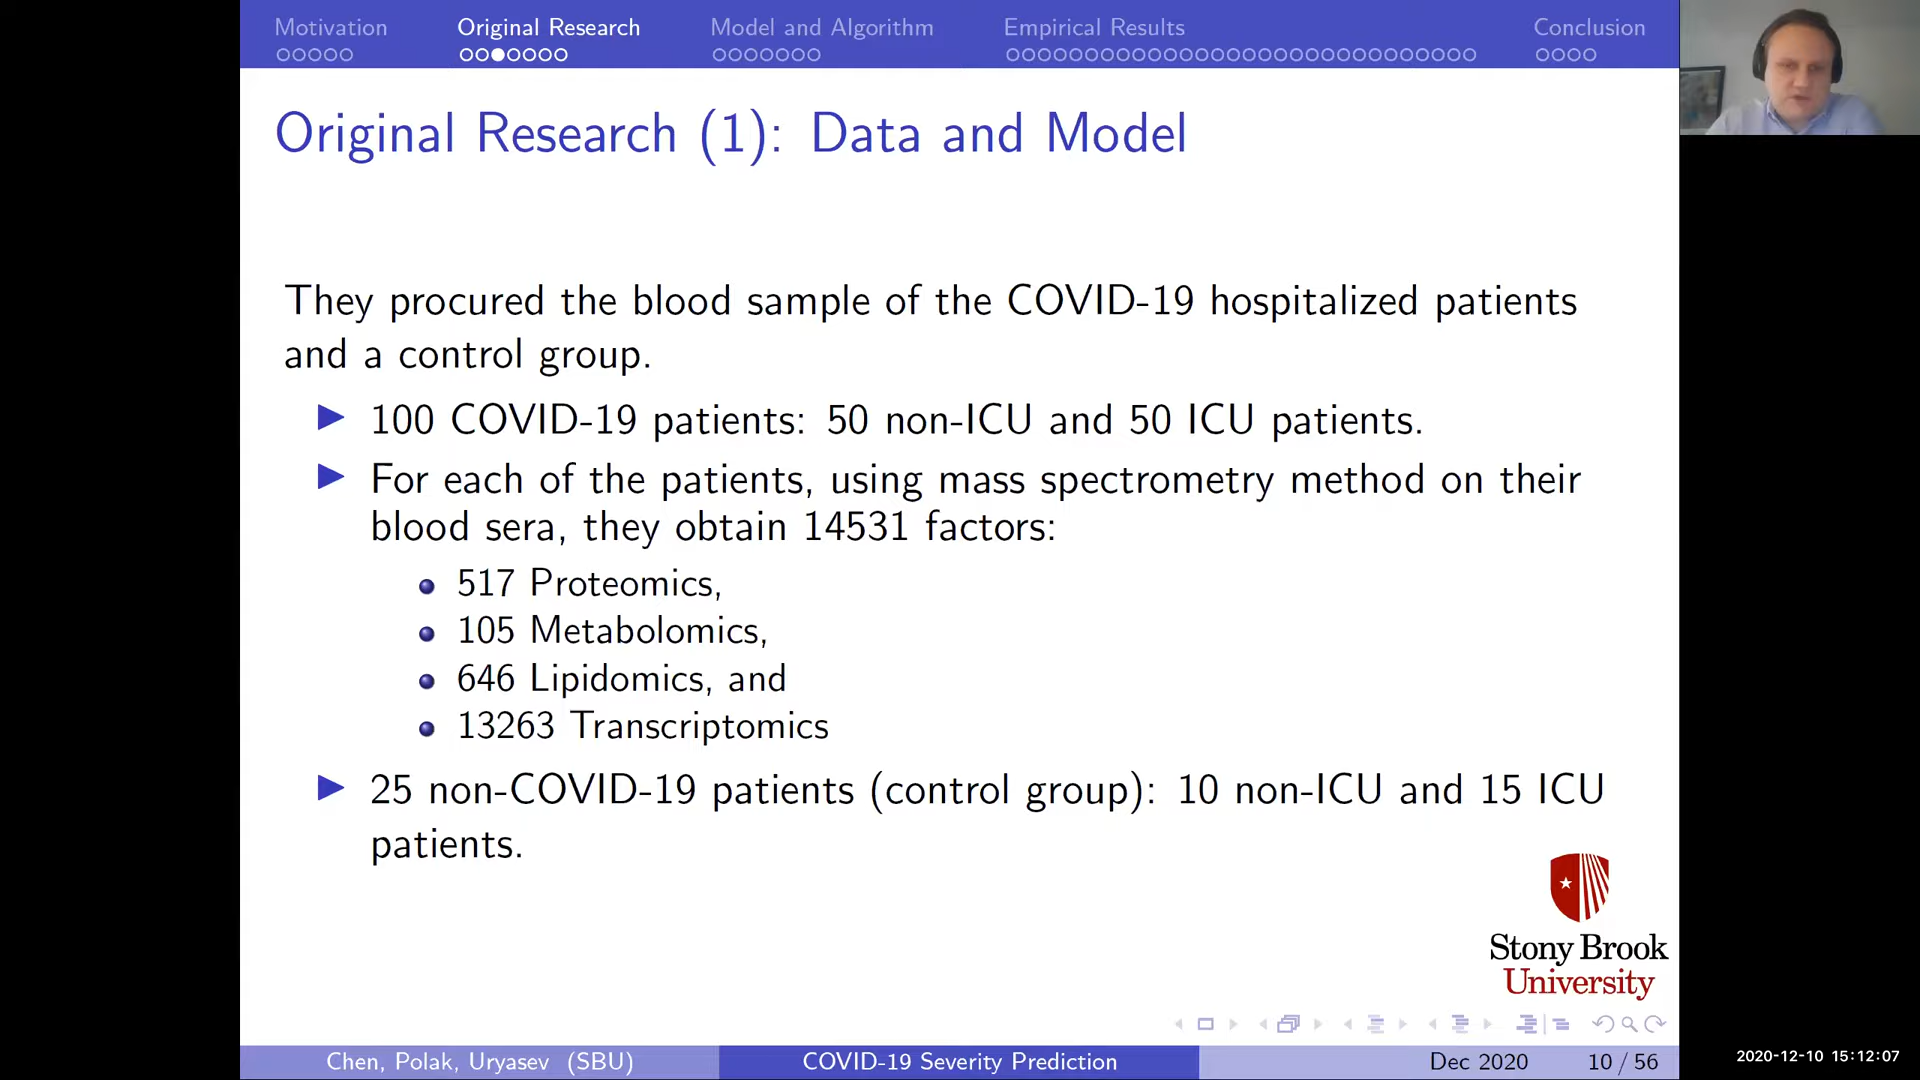 Motivation
Original Research
Model and Algorithm
Empirical Results
Conclusion
Original Research (1): Data and Model
They procured the blood sample of the COVID-19 hospitalized patients
and a control group.
100 COVID-19 patients: 50 non-ICU and 50 ICU patients.
For each of the patients, using mass spectrometry method on their
blood sera, they obtain 14531 factors:
517 Proteomics,
105 Metabolomics,
646 Lipidomics, and
13263 Transcriptomics
25 non-COVID-19 patients (control group): 10 non-ICU and 15 ICU
patients.
Stony Brook
University
Chen, Polak, Uryasev (SBU)
COVID-19 Severity Prediction
Dec 2020
10 / 56
2020-12-10 15:12:07